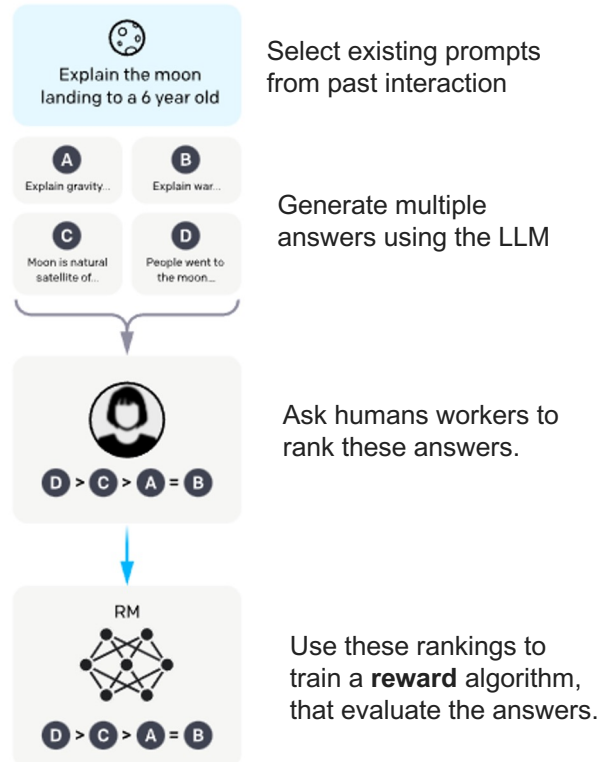 Explain the moon
landing to a 6 year old
Select existing prompts
from past interaction
A
Explain gravity...
B
Explain war...
C
Moon is natural
satellite of...
D
People went to
the moon...
Generate multiple
answers using the LLM
D > C > A = B
Ask humans workers to
rank these answers.
RM
D > C > A = B
Use these rankings to
train a reward algorithm,
that evaluate the answers.